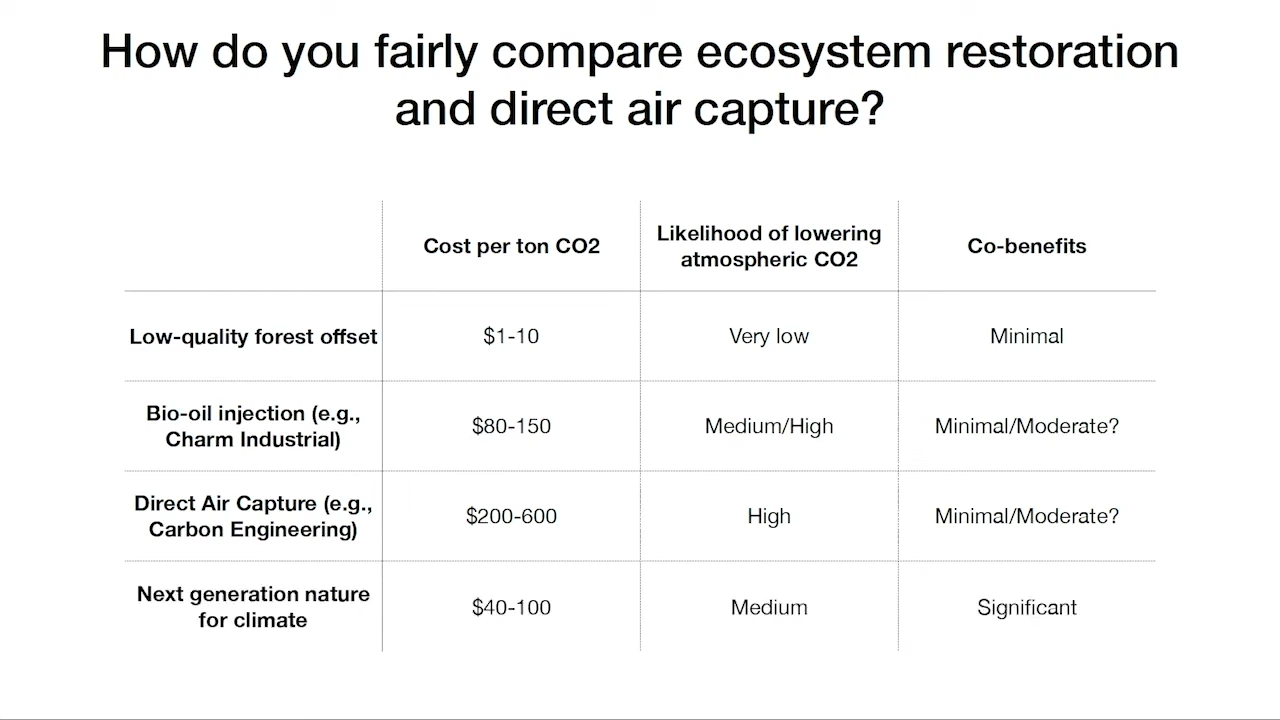 How do you fairly compare ecosystem restoration
and direct air capture?
Cost per ton CO2
Likelihood of lowering
atmospheric CO2
Co-benefits
Low-quality forest offset
$1-10
Very low
Minimal
Bio-oil injection (e.g.,
Charm Industrial)
$80-150
Medium/High
Minimal/Moderate?
Direct Air Capture (e.g.,
Carbon Engineering)
$200-600
High
Minimal/Moderate?
Next generation nature
for climate
$40-100
Medium
Significant